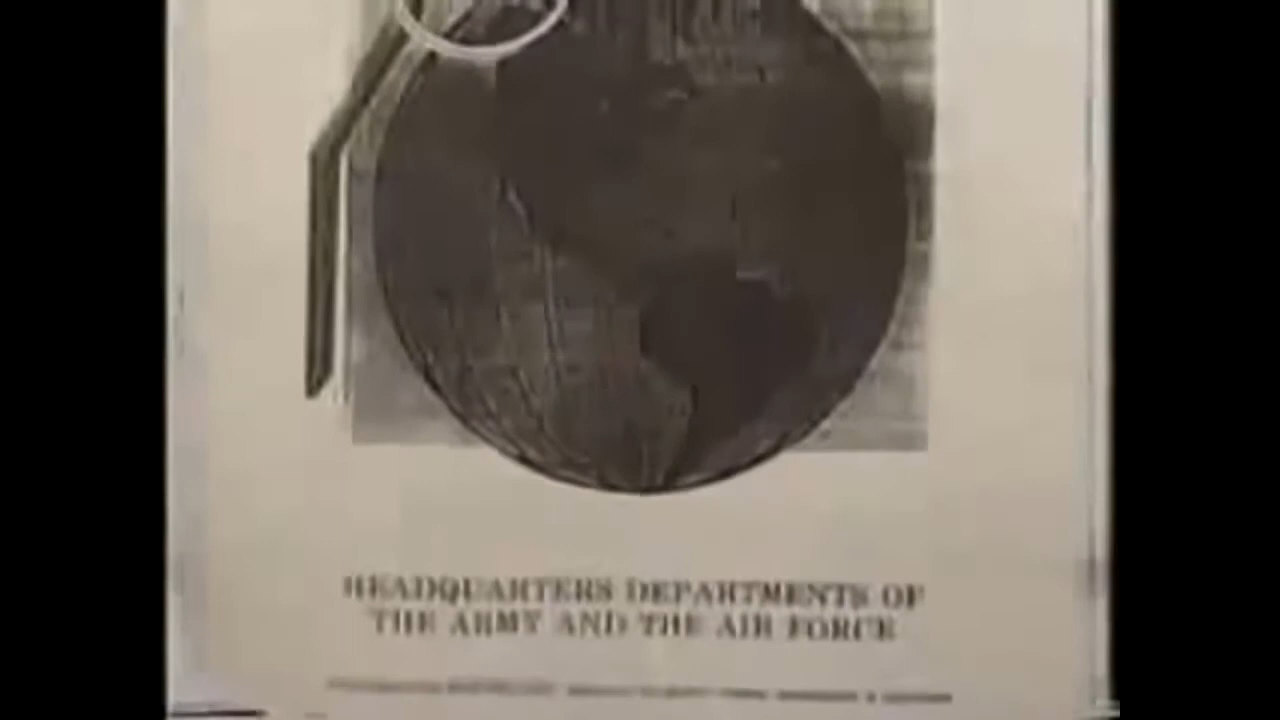 HEADQUARTERS DEPARTMENTS OF
THE ARMY AND THE AIR FORCE